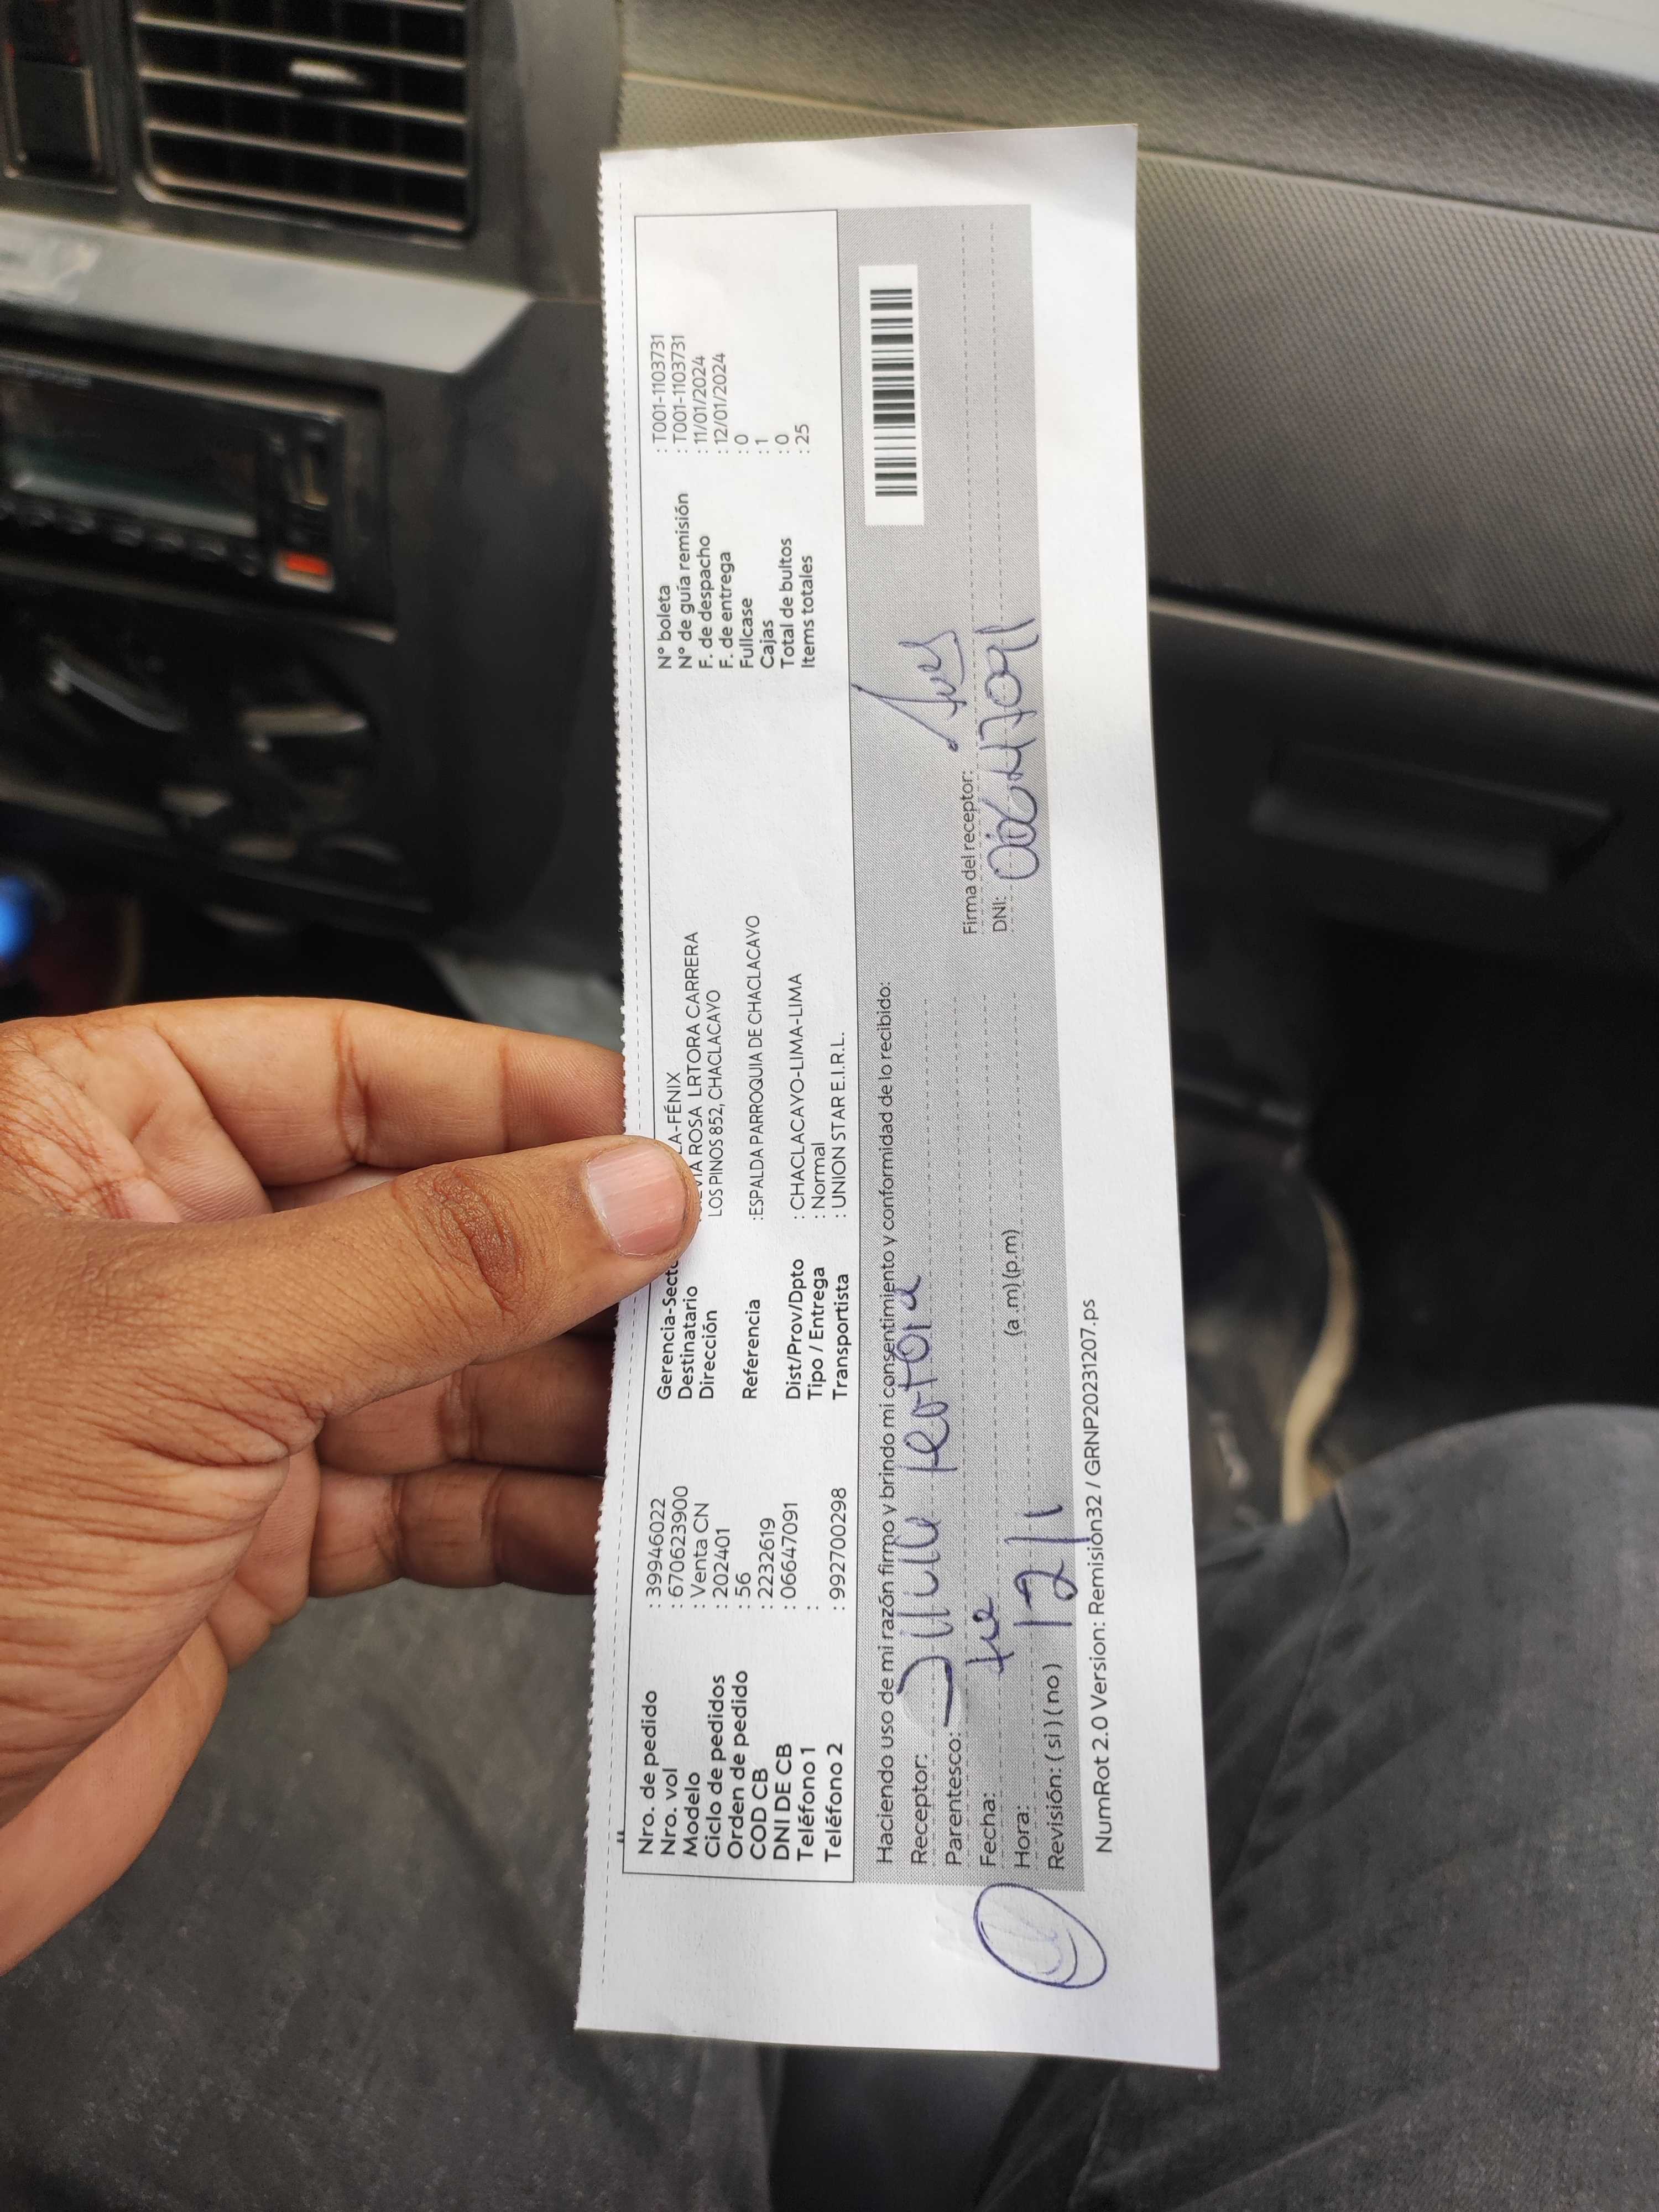 Nro. de pedido : 39946022
Nro. vol : 670623900
Modelo : Venta CN
Ciclo de pedidos : 202401
Orden de pedido : 56
COD CB : 2232619
DNI DE CB : 06647091
Teléfono 1 :
Teléfono 2 : 992700298
Gerencia-Sect LA-FÉNIX
Destinatario ROSA LRTORA CARRERA
Dirección LOS PINOS 852, CHACLACAYO
Referencia :ESPALDA PARROQUIA DE CHACLACAYO
Dist/Prov/Dpto : CHACLACAYO-LIMA-LIMA
Tipo / Entrega : Normal
Transportista : UNION STAR E.I.R.L.
N° boleta : T001-1103731
N° de guía remisión : T001-1103731
F. de despacho : 11/01/2024
F. de entrega : 12/01/2024
Fullcase : 0
Cajas : 1
Total de bultos : 0
Items totales : 25
Haciendo uso de mi razón firmo y brindo mi consentimiento y conformidad de lo recibido:
Receptor:
Parentesco:
Fecha:
Hora: 12/1 (a .m) (p.m)
Revisión: ( si ) ( no )
Firma del receptor:
DNI: 06647091
NumRot 2.0 Version: Remisión32 / GRNP20231207.ps